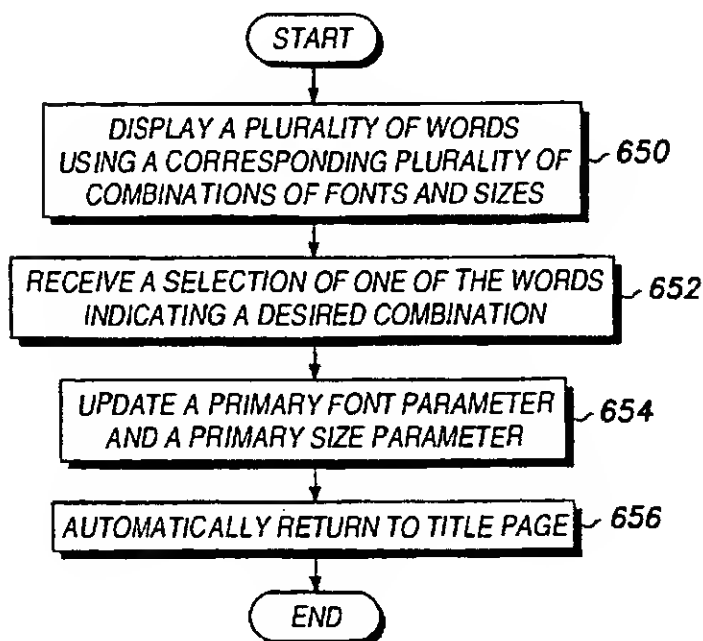 START
DISPLAY A PLURALITY OF WORDS
USING A CORRESPONDING PLURALITY OF
COMBINATIONS OF FONTS AND SIZES
650
RECEIVE A SELECTION OF ONE OF THE WORDS
INDICATING A DESIRED COMBINATION
652
UPDATE A PRIMARY FONT PARAMETER
AND A PRIMARY SIZE PARAMETER
654
AUTOMATICALLY RETURN TO TITLE PAGE
656
END